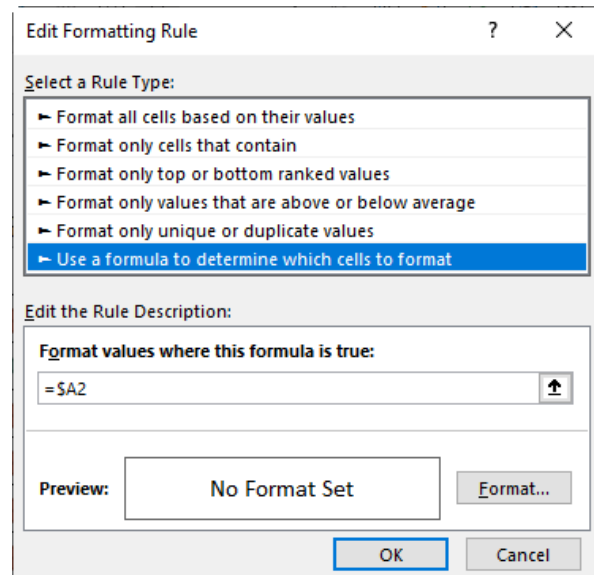 Edit Formatting Rule ? ×
Select a Rule Type:
► Format all cells based on their values
► Format only cells that contain
► Format only top or bottom ranked values
► Format only values that are above or below average
► Format only unique or duplicate values
► Use a formula to determine which cells to format
Edit the Rule Description:
Format values where this formula is true:
=$A2
Preview: No Format Set Format...
OK Cancel